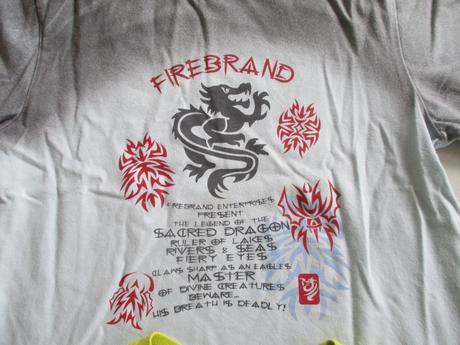 FIREBRAND
FIREBRAND ENTERPRISES
PRESENT
THE LEGEND OF THE
SACRED DRAGON
RULER OF LAKES
RIVERS & SEAS
FIERY EYES
CLAWS SHARP AS AN EAGLES
MASTER
OF DIVINE CREATURES
BEWARE...
HIS BREATH IS DEADLY!